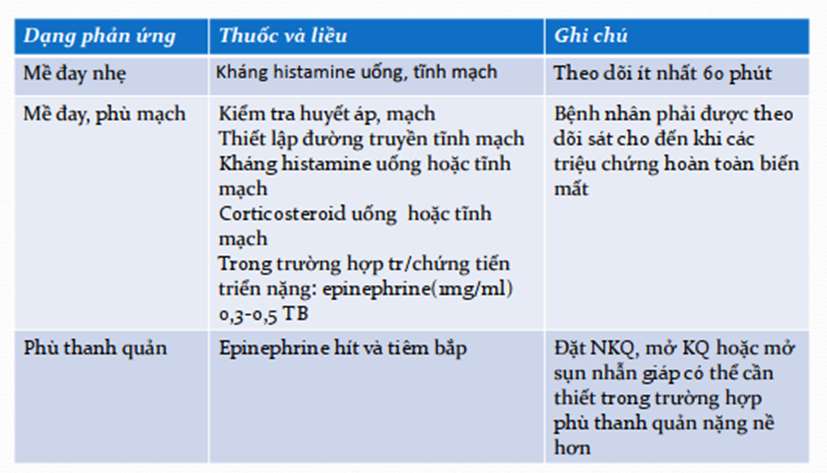 Dạng phản ứng
Thuốc và liều
Ghi chú
Mề đay nhẹ
Kháng histamine uống, tĩnh mạch
Theo dõi ít nhất 60 phút
Mề đay, phù mạch
Kiểm tra huyết áp, mạch
Thiết lập đường truyền tĩnh mạch
Kháng histamine uống hoặc tĩnh
mạch
Corticosteroid uống hoặc tĩnh
mạch
Trong trường hợp tr/chứng tiến
triển nặng: epinephrine(1mg/ml)
0,3-0,5 TB
Bệnh nhân phải được theo
dõi sát cho đến khi các
triệu chứng hoàn toàn biến
mất
Phù thanh quản
Epinephrine hít và tiêm bắp
Đặt NKQ, mở KQ hoặc mở
sụn nhẫn giáp có thể cần
thiết trong trường hợp
phù thanh quản nặng nề
hơn